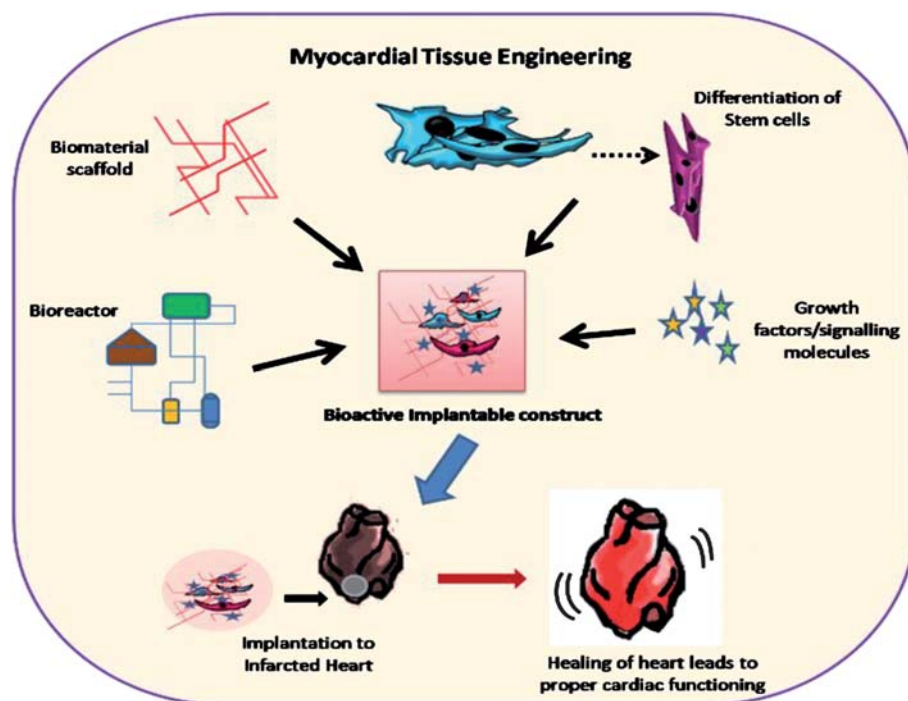 Myocardial Tissue Engineering
Biomaterial
scaffold
Differentiation of
Stem cells
Bioreactor
Growth
factors/signalling
molecules
Bioactive Implantable construct
Implantation to
Infarcted Heart
Healing of heart leads to
proper cardiac functioning